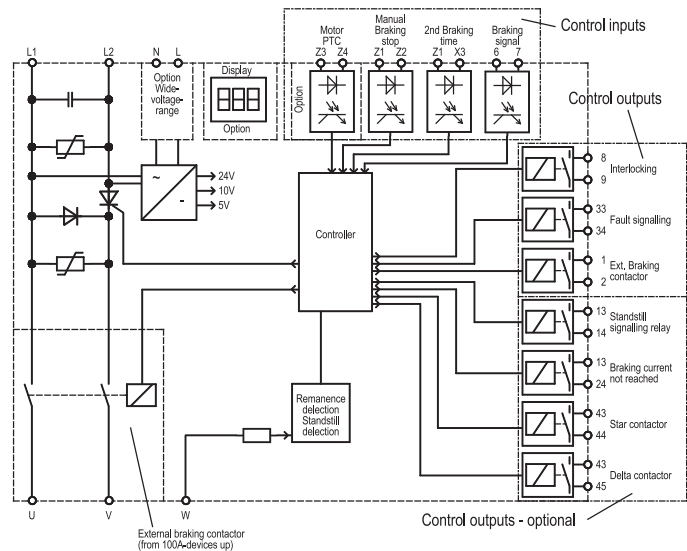 Control inputs
Motor
PTC
Manual
Braking
stop
2nd Braking
time
Braking
signal
L1
L2
N
L
Z3
Z4
Z1
Z2
Z1
X3
6
7
Option
Wide-
voltage-
range
Display
Option
Option
Control outputs
~
-
24V
10V
5V
Controller
8
Interlocking
9
33
Fault signalling
34
1
Ext. Braking
contactor
2
13
Standstill
signalling relay
14
13
Braking current
not reached
24
43
Star contactor
44
43
Delta contactor
45
Remanence
delection
Standstill
delection
U
V
W
External braking contactor
(from 100A-devices up)
Control outputs - optional